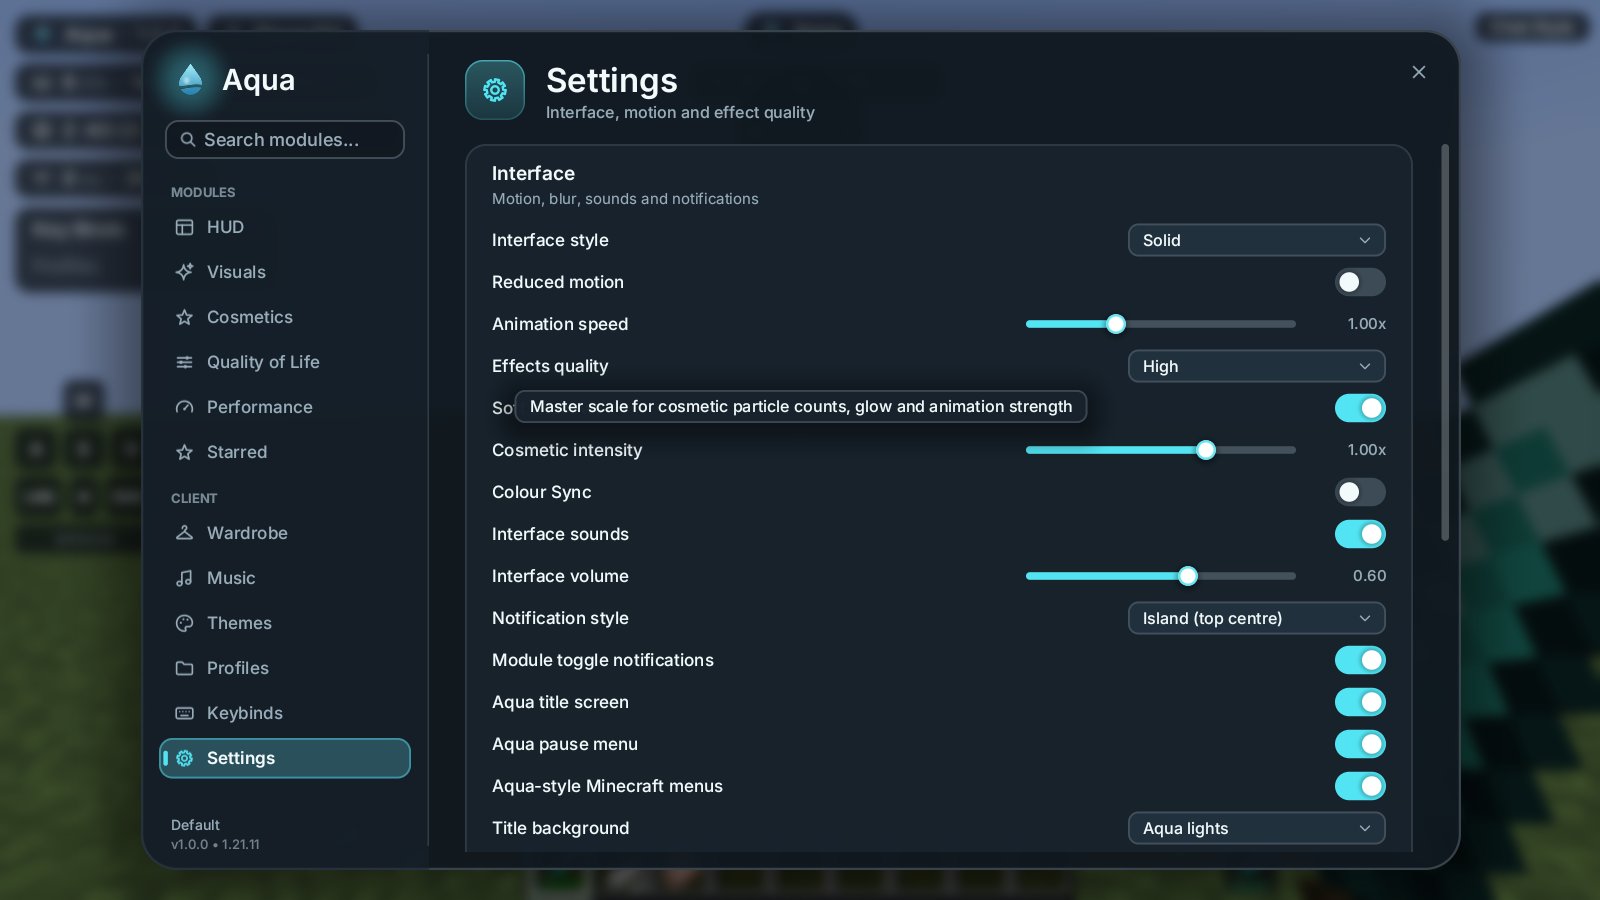 Aqua
Search modules...
MODULES
HUD
Visuals
Cosmetics
Quality of Life
Performance
Starred
CLIENT
Wardrobe
Music
Themes
Profiles
Keybinds
Settings
Default
v1.0.0 • 1.21.11
Settings
Interface, motion and effect quality
Interface
Motion, blur, sounds and notifications
Interface style
Solid
Reduced motion
Animation speed
1.00x
Effects quality
High
Master scale for cosmetic particle counts, glow and animation strength
Cosmetic intensity
1.00x
Colour Sync
Interface sounds
Interface volume
0.60
Notification style
Island (top centre)
Module toggle notifications
Aqua title screen
Aqua pause menu
Aqua-style Minecraft menus
Title background
Aqua lights